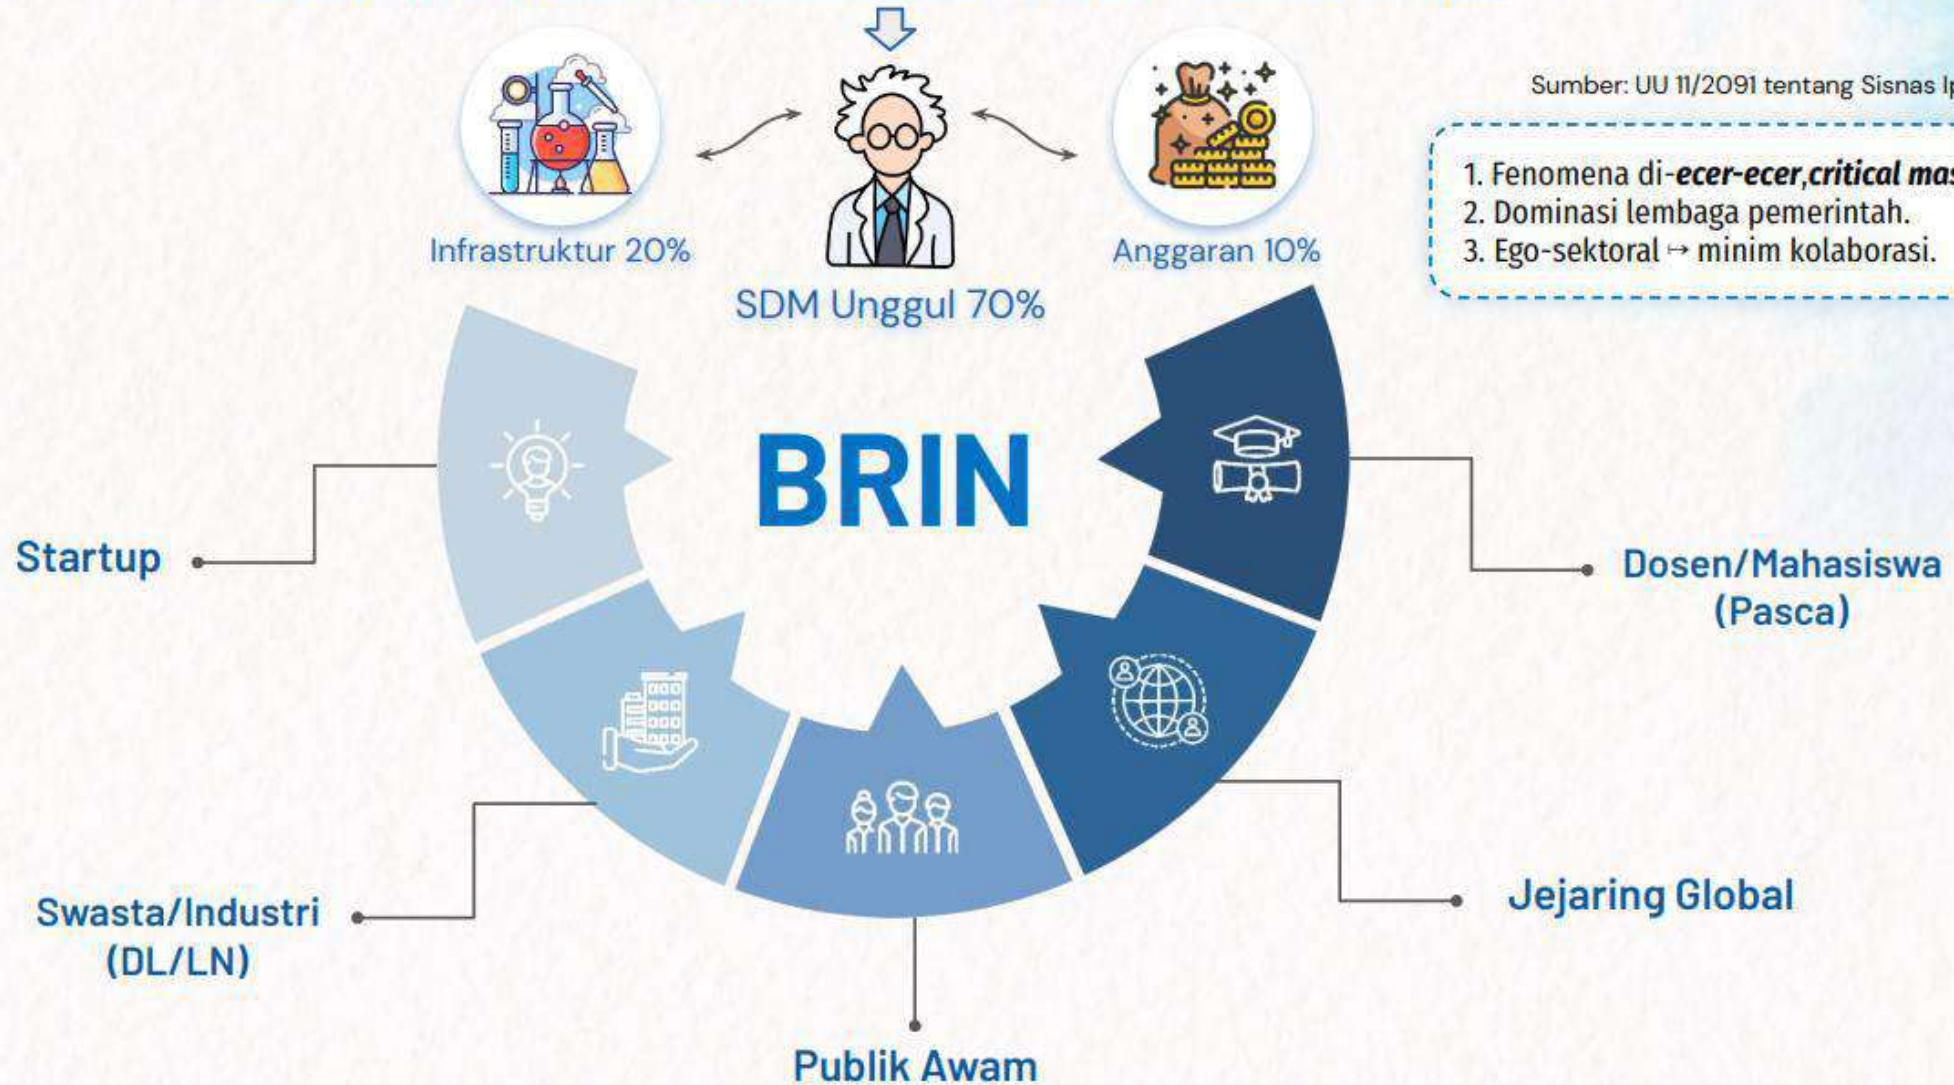 Sumber: UU 11/2091 tentang Sisnas
1. Fenomena di-ecer-ecer,critical
2. Dominasi lembaga pemerintah.
3. Ego-sektoral ↦ minim kolaborasi.
Infrastruktur 20%
SDM Unggul 70%
Anggaran 10%
BRIN
Startup
Dosen/Mahasiswa
(Pasca)
Swasta/Industri
(DL/LN)
Jejaring Global
Publik Awam